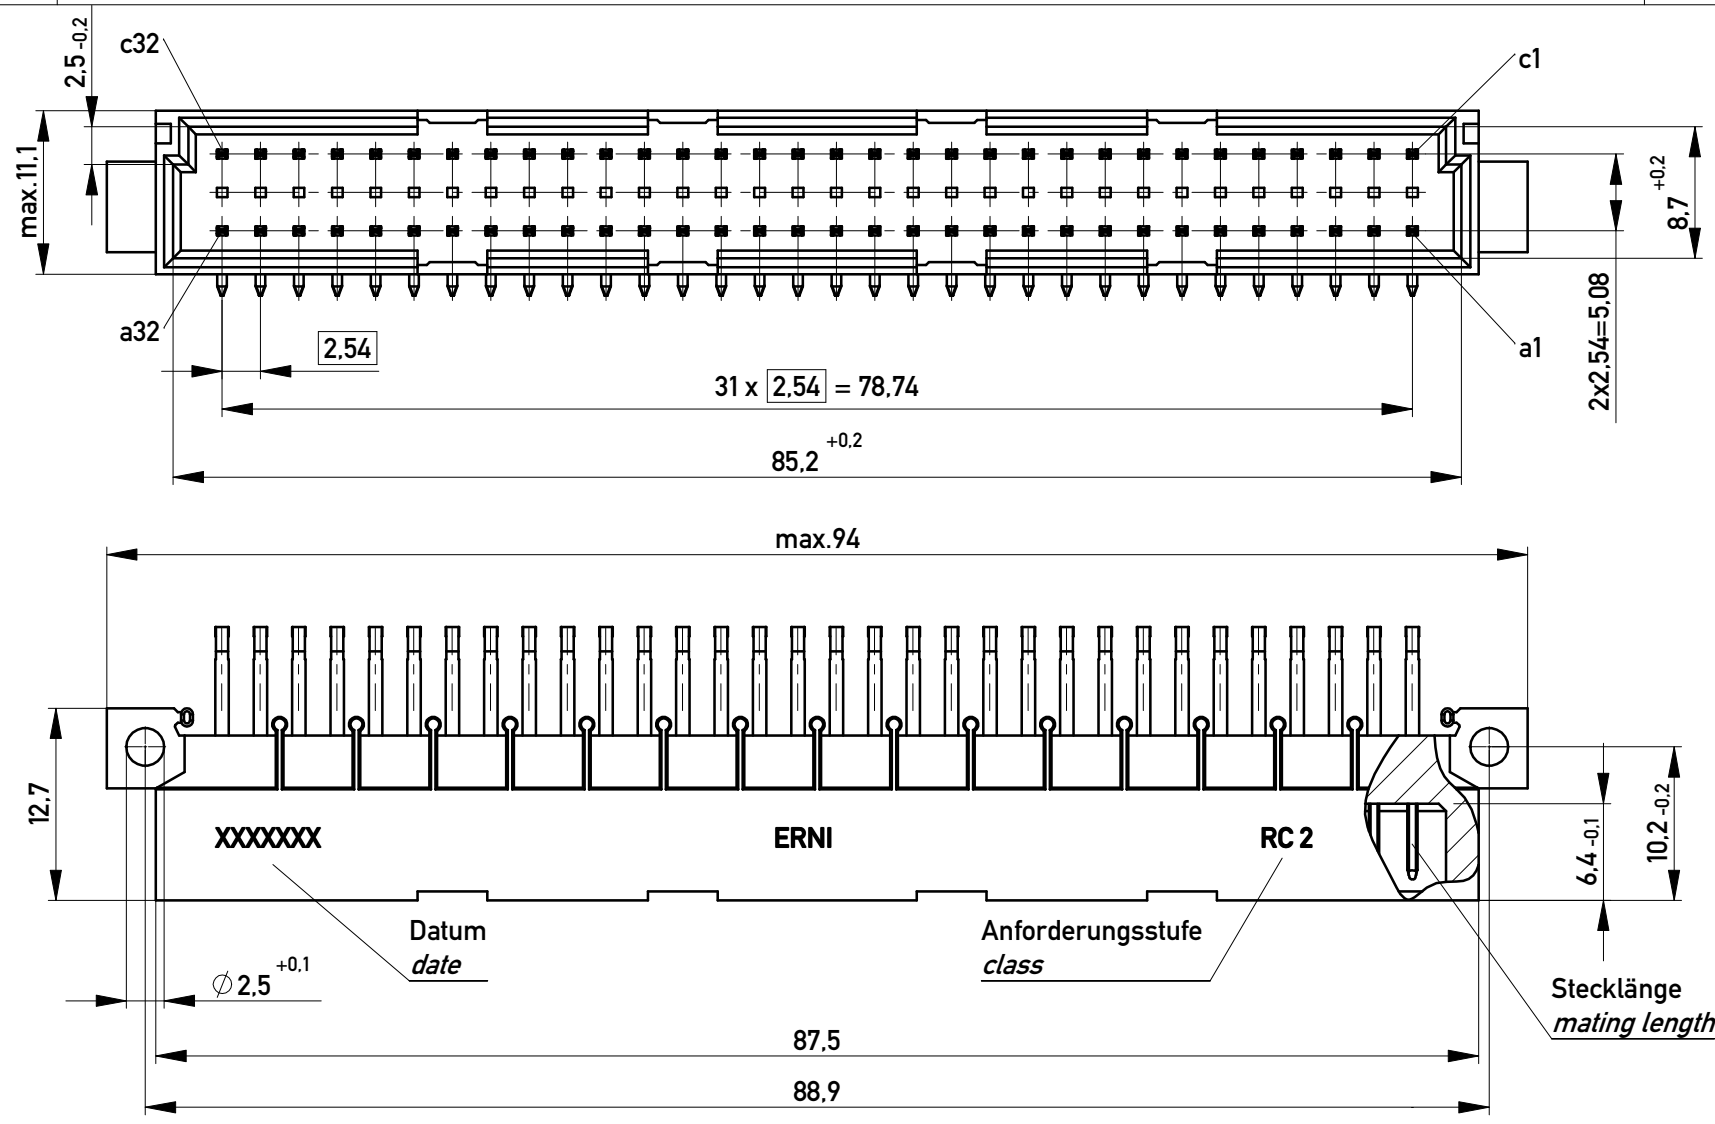 2,5 -0,2
c32
c1
max.11,1
8,7 +0,2
2x2,54=5,08
a32
a1
2,54
31 x 2,54 = 78,74
85,2 +0,2
max.94
12,7
XXXXXXX
ERNI
RC 2
6,4 -0,1
10,2 -0,2
Datum
date
Anforderungsstufe
class
Ø 2,5 +0,1
Stecklänge
mating length
87,5
88,9